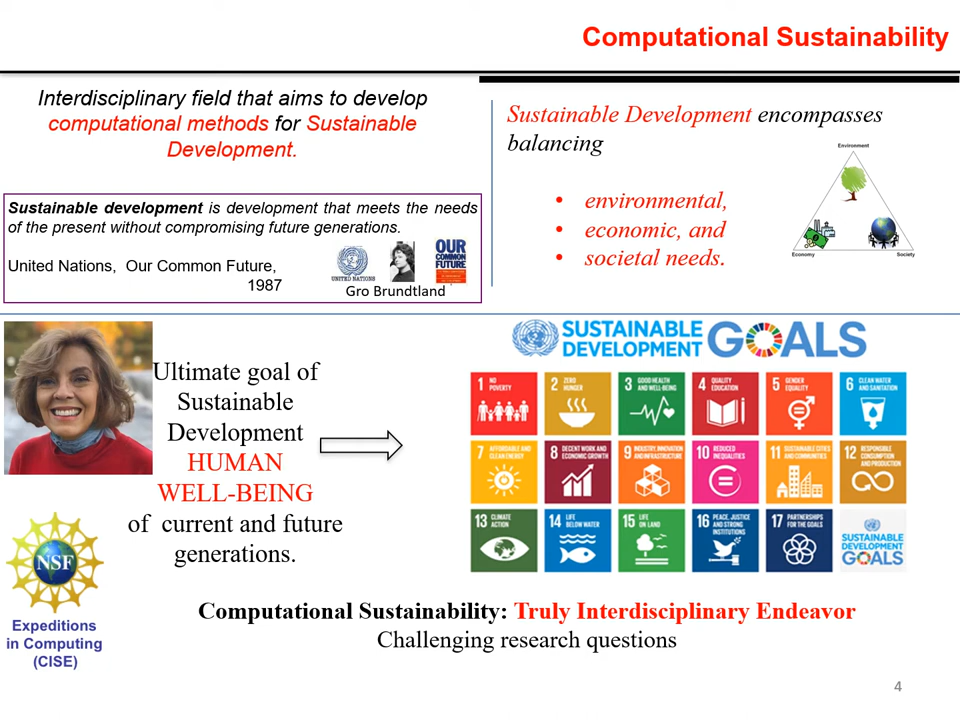 Computational Sustainability
Interdisciplinary field that aims to develop
computational methods for Sustainable
Development.
Sustainable development is development that meets the needs
of the present without compromising future generations.
United Nations, Our Common Future,
1987
UNITED NATIONS
OUR
COMMON
FUTURE
Gro Brundtland
Sustainable Development encompasses
balancing
• environmental,
• economic, and
• societal needs.
Environment
Economy
Society
Ultimate goal of
Sustainable
Development
HUMAN
WELL-BEING
of current and future
generations.
SUSTAINABLE
DEVELOPMENT
GOALS
1 NO
POVERTY
2 ZERO
HUNGER
3 GOOD HEALTH
AND WELL-BEING
4 QUALITY
EDUCATION
5 GENDER
EQUALITY
6 CLEAN WATER
AND SANITATION
7 AFFORDABLE AND
CLEAN ENERGY
8 DECENT WORK AND
ECONOMIC GROWTH
9 INDUSTRY, INNOVATION
AND INFRASTRUCTURE
10 REDUCED
INEQUALITIES
11 SUSTAINABLE CITIES
AND COMMUNITIES
12 RESPONSIBLE
CONSUMPTION
AND PRODUCTION
13 CLIMATE
ACTION
14 LIFE
BELOW WATER
15 LIFE
ON LAND
16 PEACE, JUSTICE
AND STRONG
INSTITUTIONS
17 PARTNERSHIPS
FOR THE GOALS
SUSTAINABLE
DEVELOPMENT
GOALS
NSF
Expeditions
in Computing
(CISE)
Computational Sustainability: Truly Interdisciplinary Endeavor
Challenging research questions
4